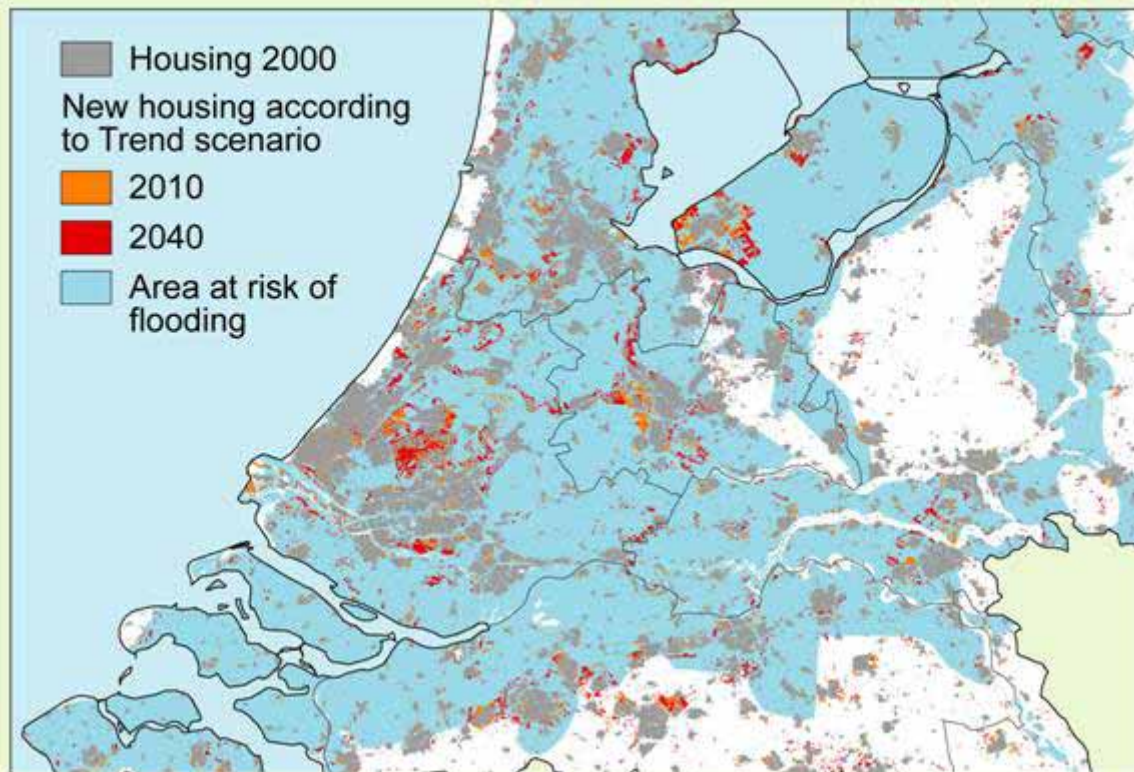 Housing 2000
New housing according
to Trend scenario
2010
2040
Area at risk of
flooding